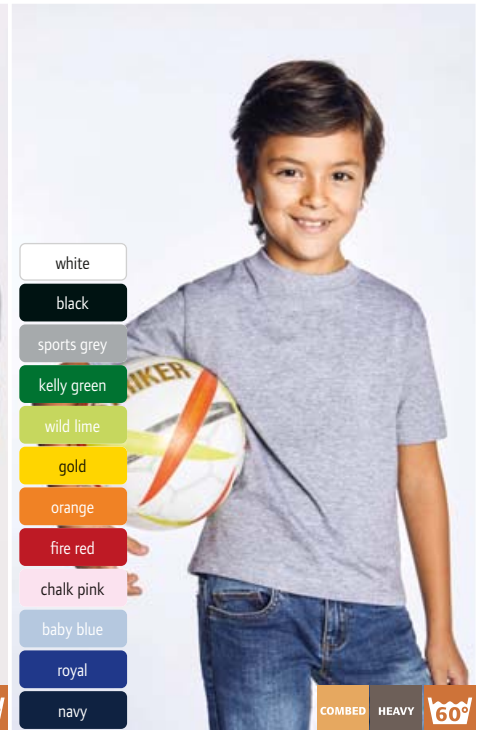 white
black
sports grey
kelly green
wild lime
gold
orange
fire red
chalk pink
baby blue
royal
navy
IKER
COMBED
HEAVY
60°